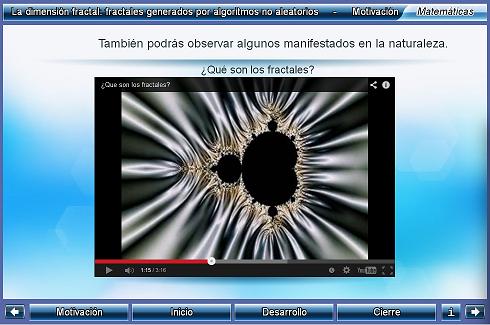 La dimensión fractal. fractales generados por algoritmos no aleatorios - Motivación Matemáticas
También podrás observar algunos manifestados en la naturaleza.
¿Qué son los fractales?
¿Que son los fractales?
1:15 / 3:16 YouTube
Motivación Inicio Desarrollo Cierre i